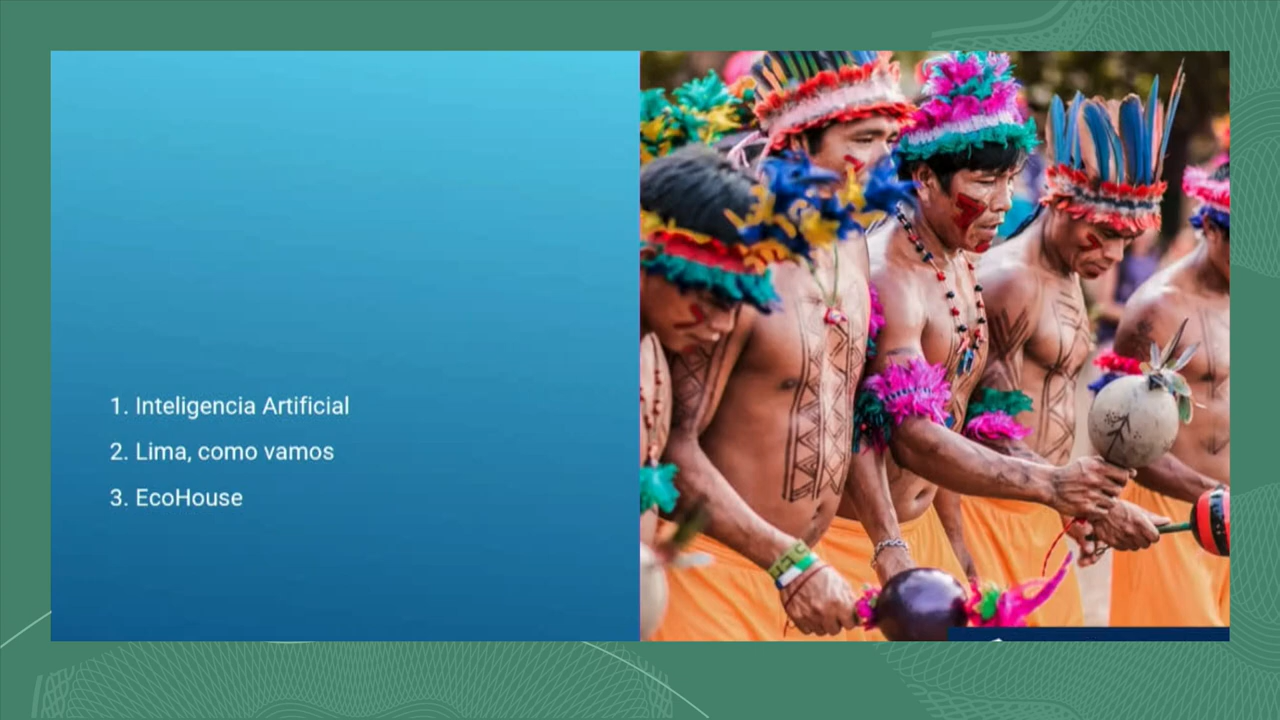 1. Inteligencia Artificial
2. Lima, como vamos
3. EcoHouse